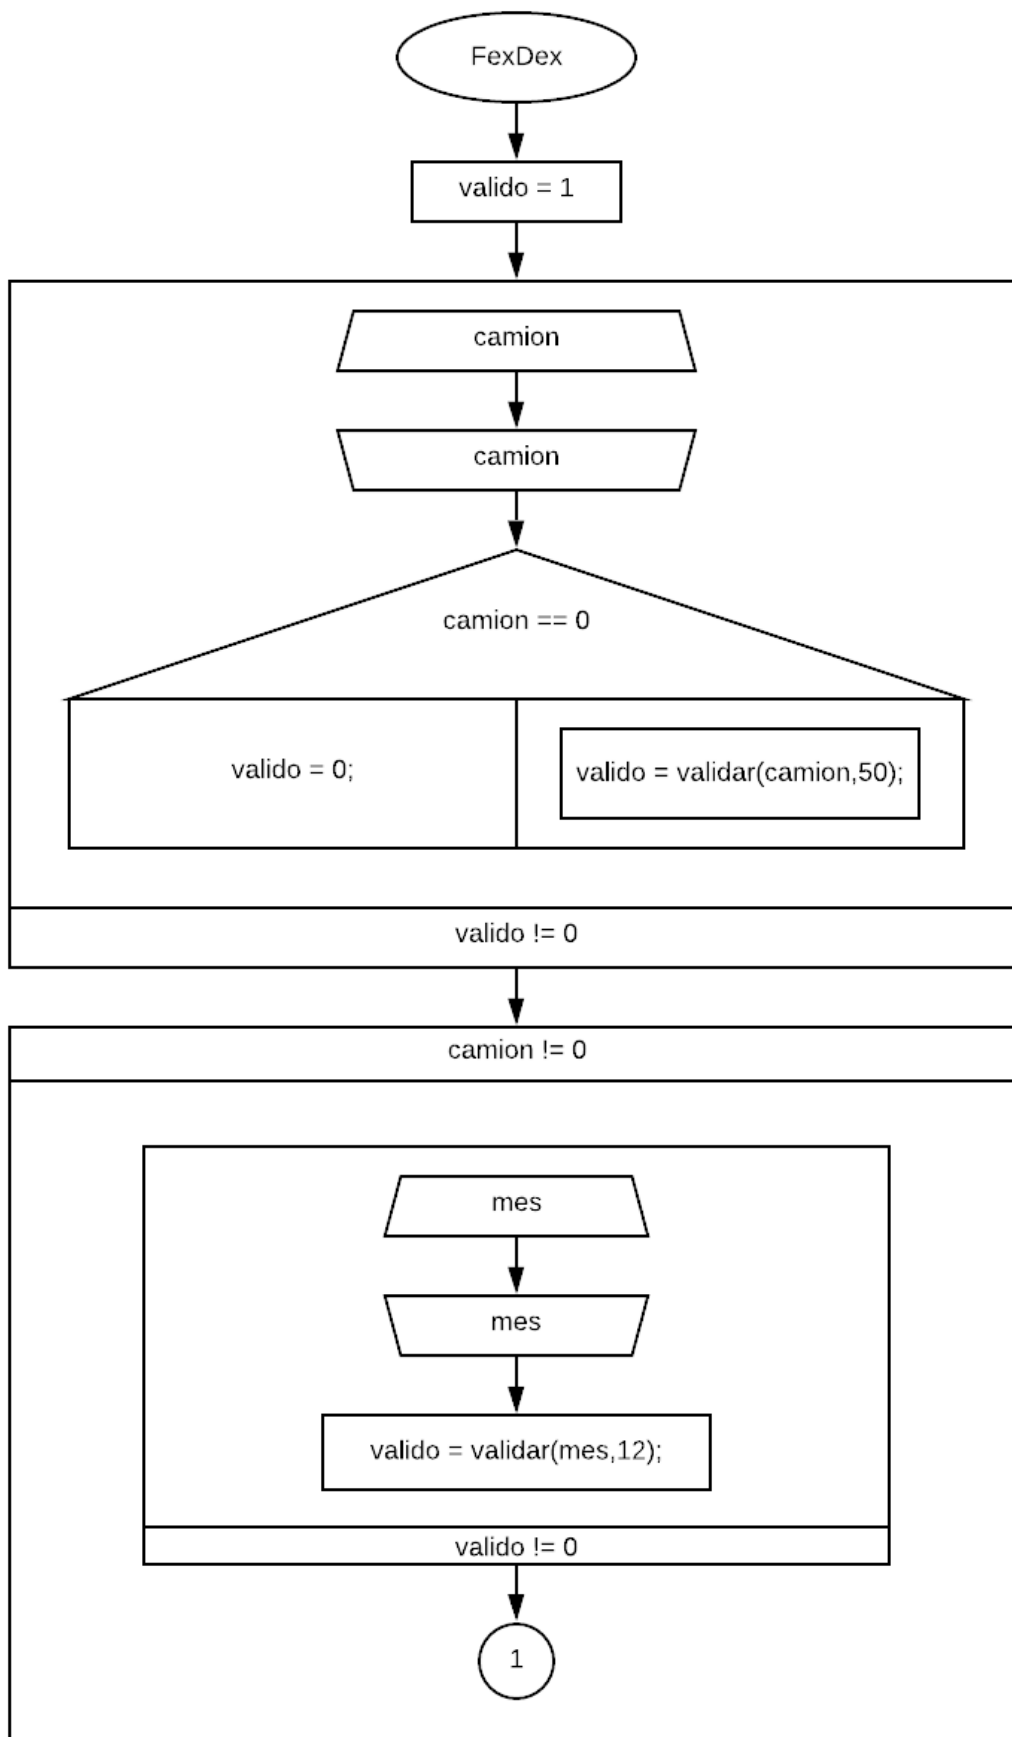 FexDex
valido = 1
camion
camion
camion == 0
valido = 0;
valido = validar(camion,50);
valido != 0
camion != 0
mes
mes
valido = validar(mes,12);
valido != 0
1